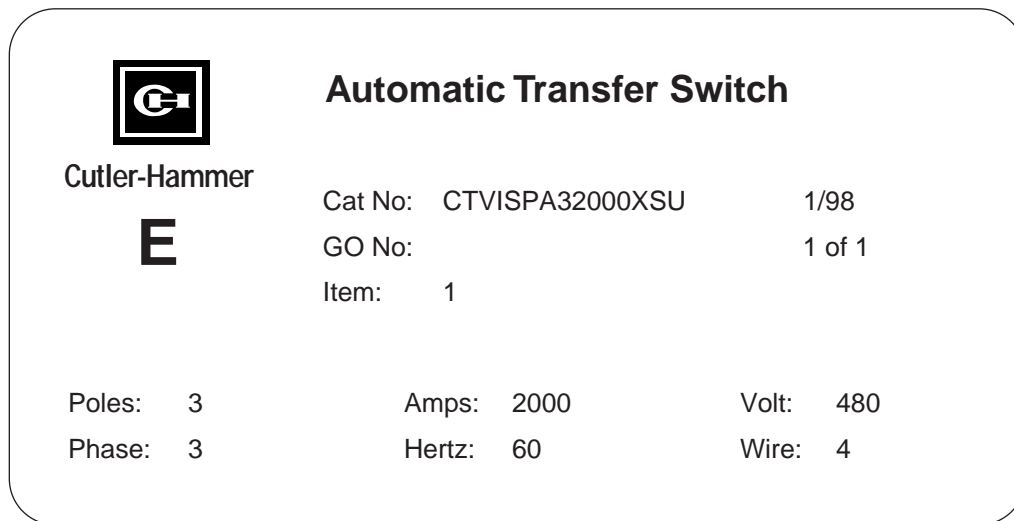 Automatic Transfer Switch
CH
Cutler-Hammer
E
Cat No: CTVISPA32000XSU 1/98
GO No: 1 of 1
Item: 1
Poles: 3 Amps: 2000 Volt: 480
Phase: 3 Hertz: 60 Wire: 4